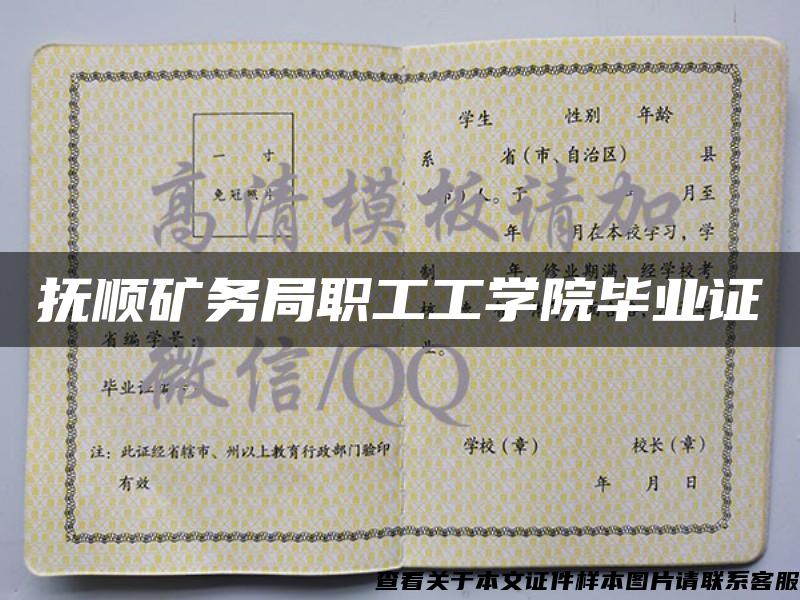 一 寸
免冠照片
省编学号：
毕业证
注：此证经省辖市、州以上教育行政部门验印
有效
学生 性别 年龄
系 省（市、自治区） 县
人。于 月至
年 月在本校学习，学
制 年，修业期满，经学校考
业。
学校（章） 校长（章）
年 月 日
高清模板请加
微信/QQ
抚顺矿务局职工工学院毕业证
查看关于本文证件样本图片请联系客服